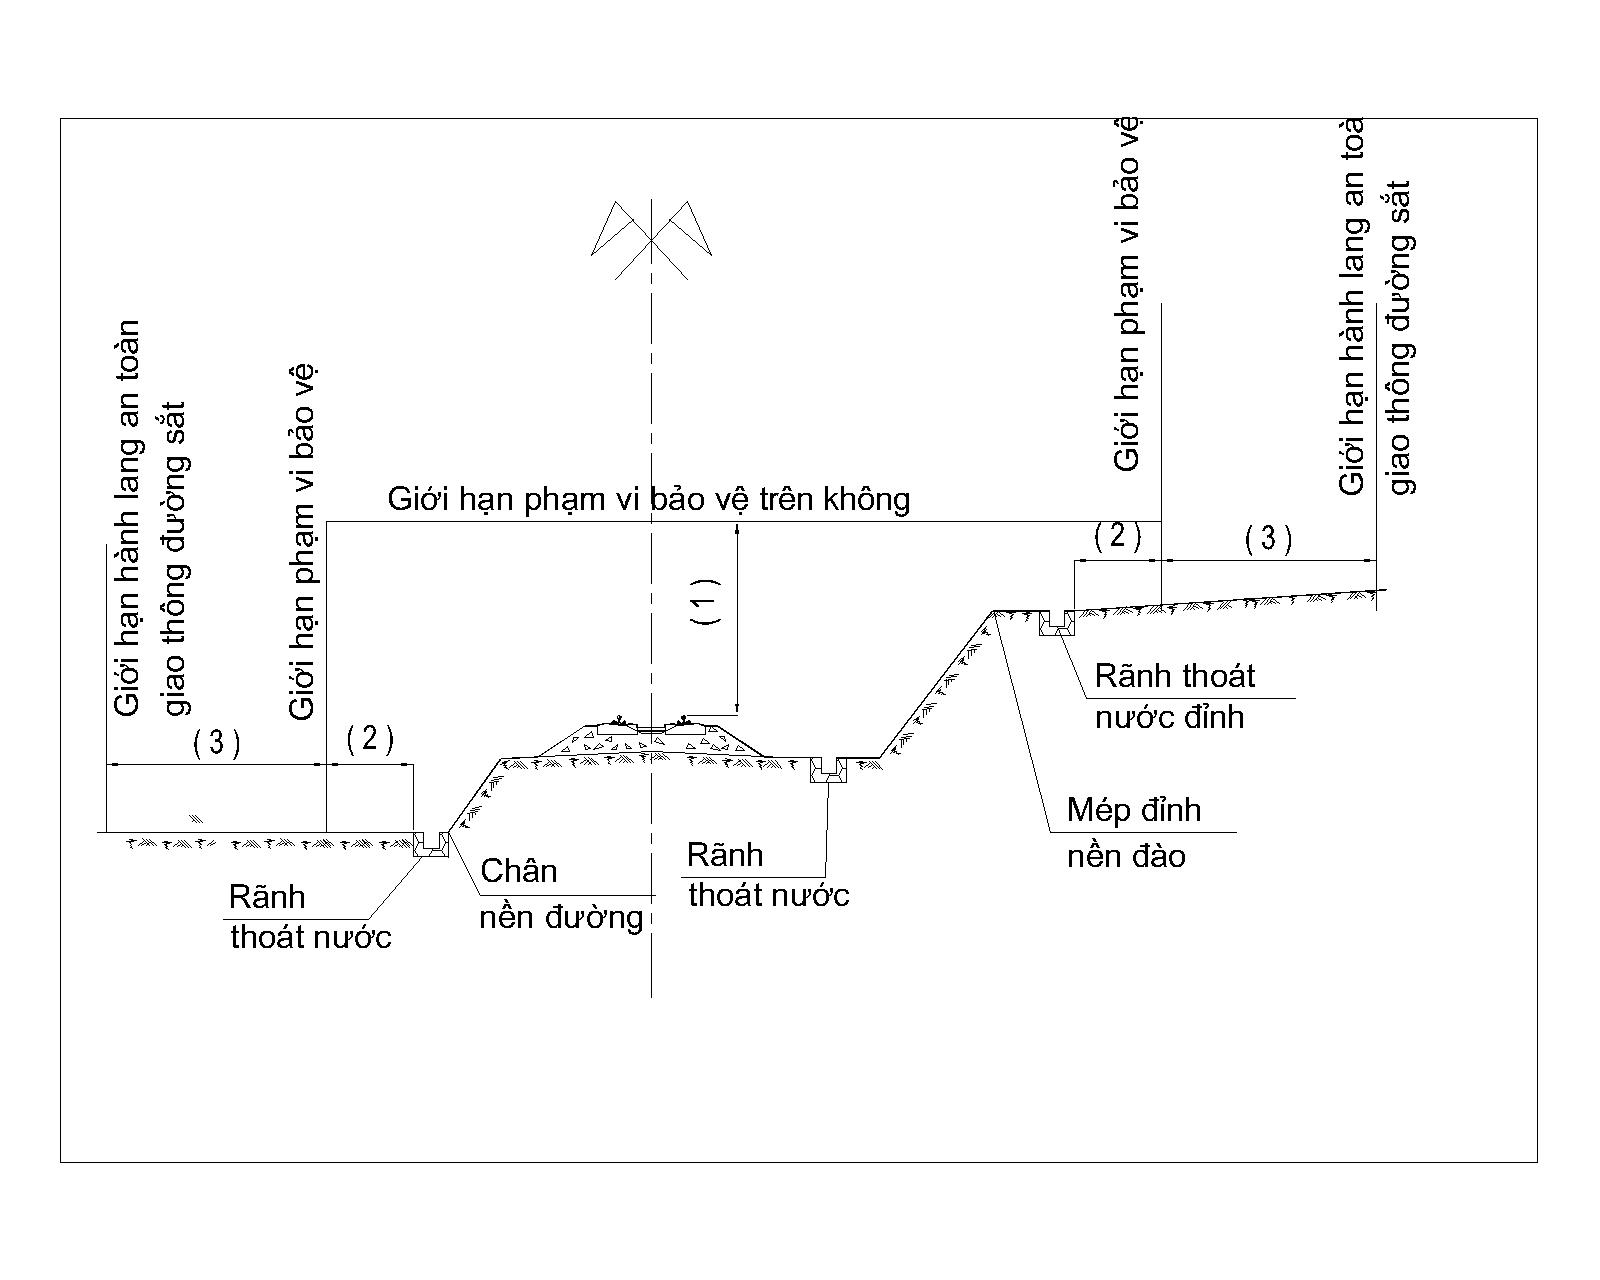 Giới hạn hành lang an toàn
giao thông đường sắt
Giới hạn phạm vi bảo vệ
Giới hạn phạm vi bảo vệ trên không
Giới hạn phạm vi bảo vệ
Giới hạn hành lang an toà
giao thông đường sắt
( 2 )
( 3 )
( 1 )
( 3 )
( 2 )
Rãnh thoát
nước đỉnh
Mép đỉnh
nền đào
Rãnh
thoát nước
Chân
nền đường
Rãnh
thoát nước